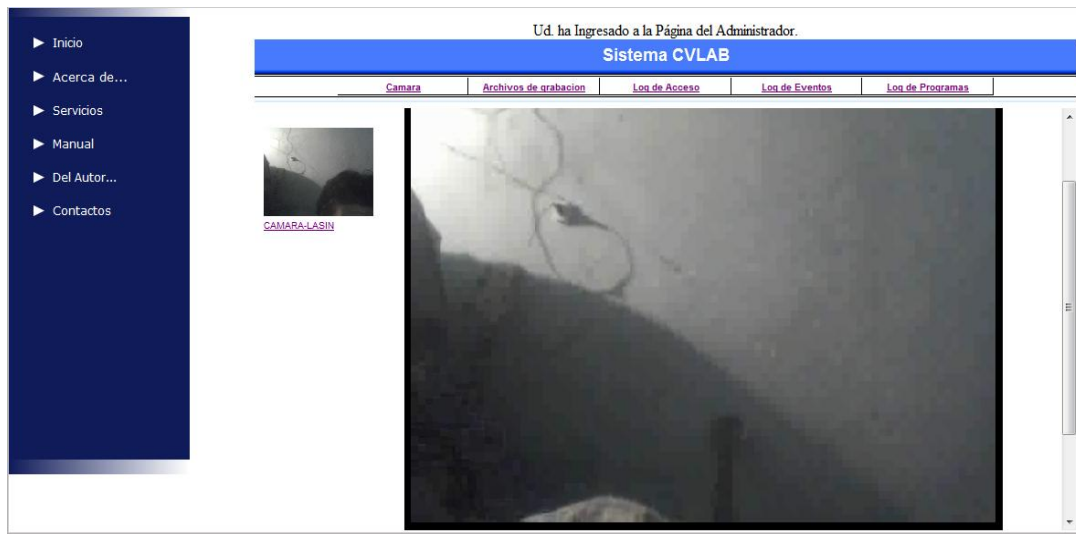 Inicio
Acerca de...
Servicios
Manual
Del Autor...
Contactos
Ud. ha Ingresado a la Página del Administrador.
Sistema CVLAB
Camara Archivos de grabacion Log de Acceso Log de Eventos Log de Programas
CAMARA-LASIN